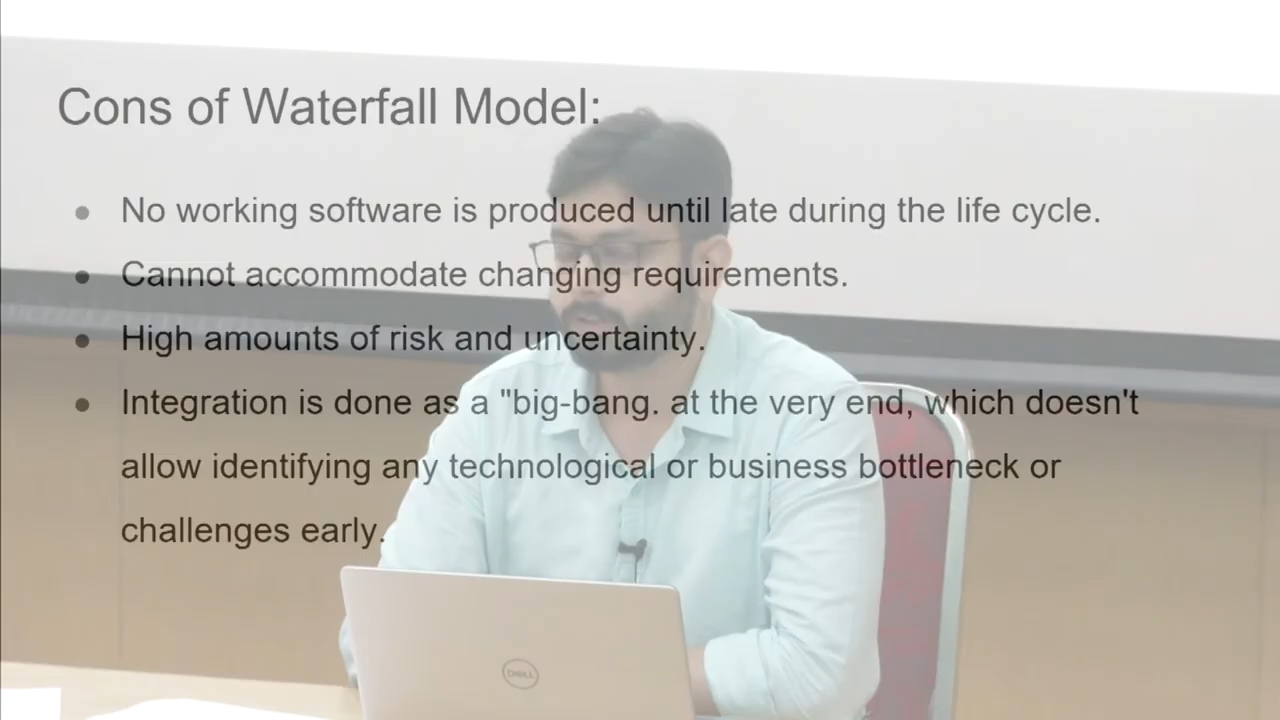 Cons of Waterfall Model:
No working software is produced until late during the life cycle.
Cannot accommodate changing requirements.
High amounts of risk and uncertainty.
Integration is done as a "big-bang. at the very end, which doesn't
allow identifying any technological or business bottleneck or
challenges early.
DELL